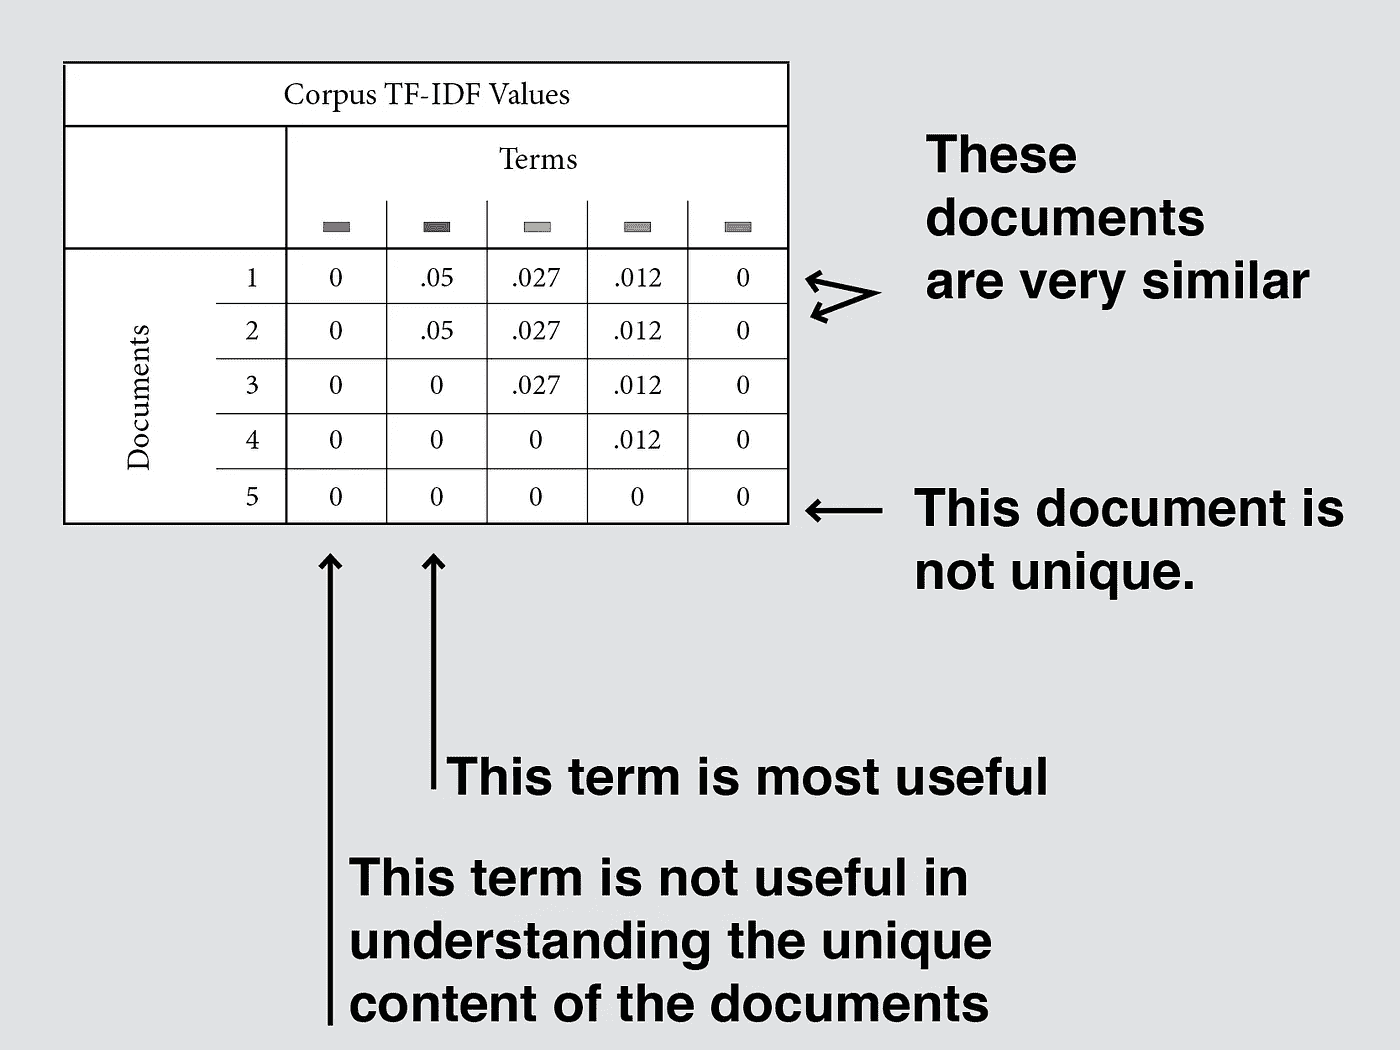 Corpus TF-IDF Values
Terms
Documents
1 0 .05 .027 .012 0
2 0 .05 .027 .012 0
3 0 0 .027 .012 0
4 0 0 0 .012 0
5 0 0 0 0 0
These
documents
are very similar
This document is
not unique.
This term is most useful
This term is not useful in
understanding the unique
content of the documents